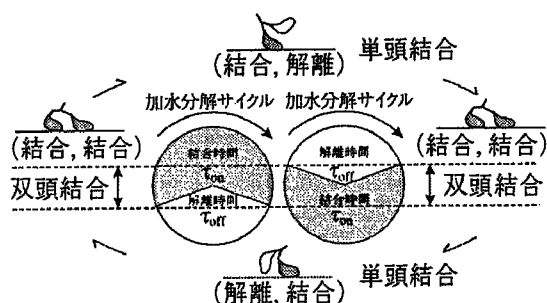 単頭結合
(結合,解離)
加水分解サイクル 加水分解サイクル
(結合,結合) (結合,結合)
双頭結合 双頭結合
結合時間
τon
解離時間
τoff
解離時間
τoff
結合時間
τon
単頭結合
(解離,結合)